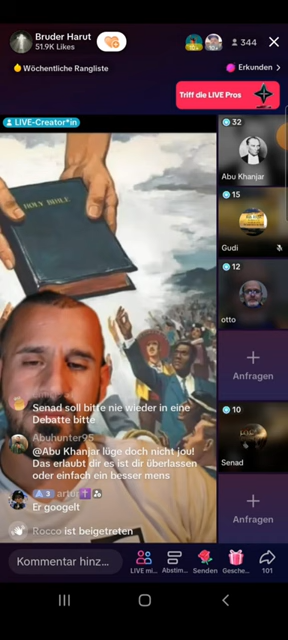 Bruder Harut
51.9K Likes
344
Wöchentliche Rangliste
Erkunden
Triff die LIVE Pros
LIVE-Creator*in
HOLY BIBLE
32
Abu Khanjar
15
Gudi
12
otto
Anfragen
10
Senad
Anfragen
Senad soll bitte nie wieder in eine
Debatte bitte
Abuhunter95
@Abu Khanjar lüge doch nicht jou!
Das erlaubt dir es ist dir überlassen
oder einfach ein besser mens
3 artur
Er googelt
Rocco ist beigetreten
Kommentar hinz...
LIVE mi...
Abstim...
Senden
Gesche...
101